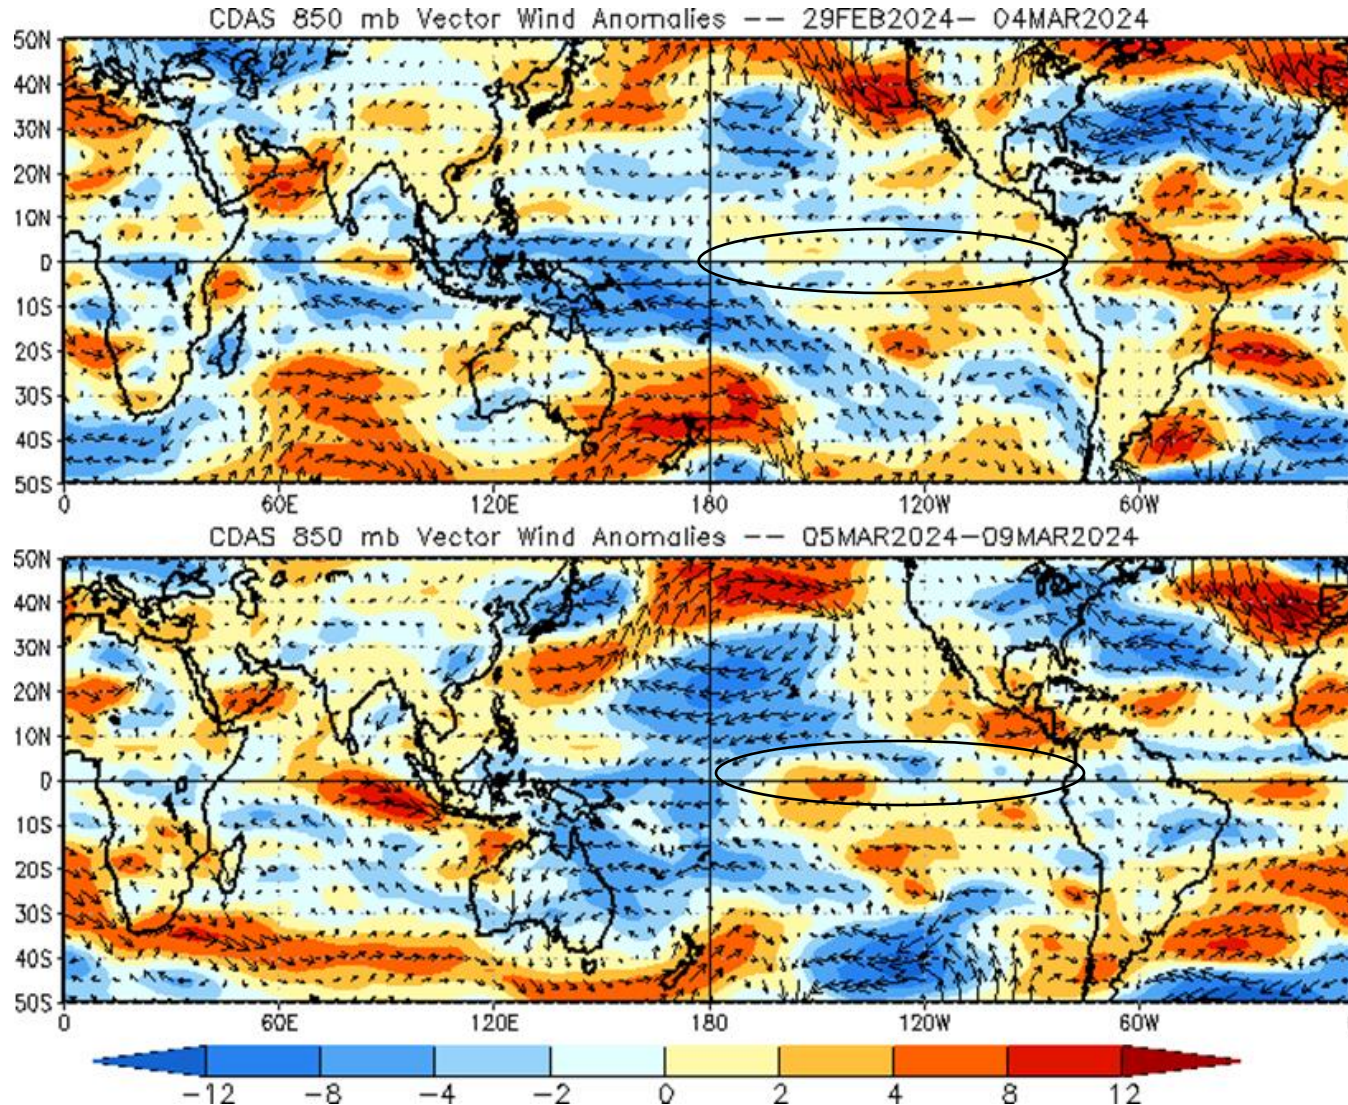 CDAS 850 mb Vector Wind Anomalies -- 29FEB2024- 04MAR2024
50N
40N
30N
20N
10N
0
10S
20S
30S
40S
50S
0 60E 120E 180 120W 60W
CDAS 850 mb Vector Wind Anomalies -- 05MAR2024-09MAR2024
50N
40N
30N
20N
10N
0
10S
20S
30S
40S
50S
0 60E 120E 180 120W 60W
-12 -8 -4 -2 0 2 4 8 12